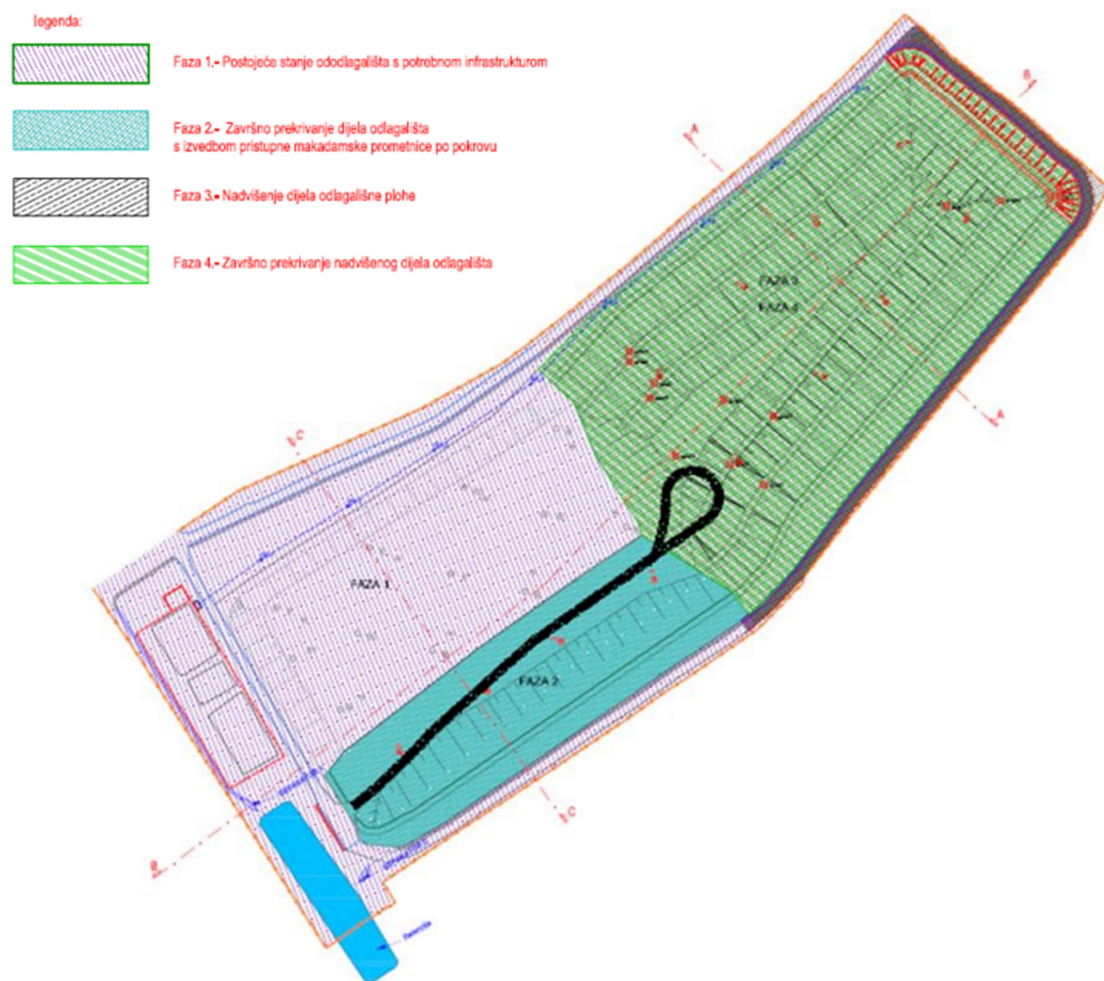 legenda:
Faza 1.- Postojeće stanje ododlagališta s potrebnom infrastrukturom
Faza 2.- Završno prekrivanje dijela odlagališta
s izvedbom pristupne makadamske prometnice po pokrovu
Faza 3.- Nadvišenje dijela odlagališne plohe
Faza 4.- Završno prekrivanje nadvišenog dijela odlagališta
B
A
FAZA 3
FAZA 4
A
C
FAZA 1
FAZA 2
C
B